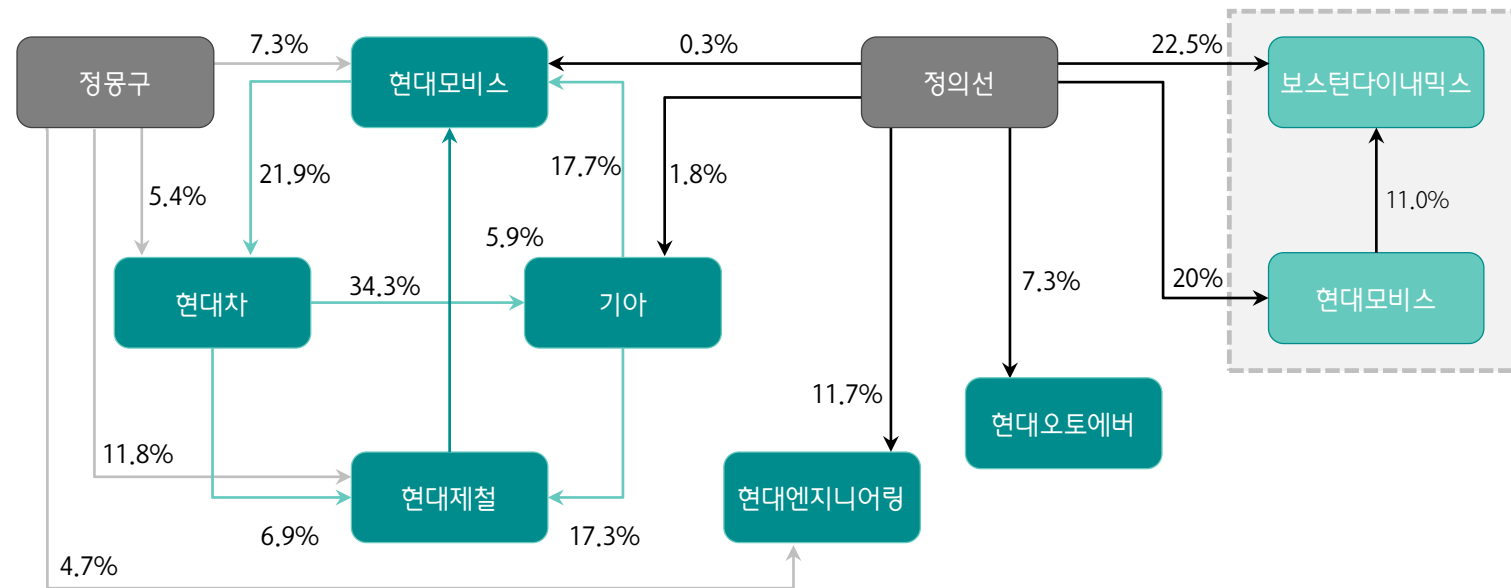 7.3%
0.3%
22.5%
정몽구
현대모비스
정의선
보스턴다이내믹스
21.9%
17.7%
1.8%
5.4%
11.0%
5.9%
34.3%
7.3%
20%
현대차
기아
현대모비스
11.7%
현대오토에버
11.8%
현대제철
현대엔지니어링
6.9%
17.3%
4.7%